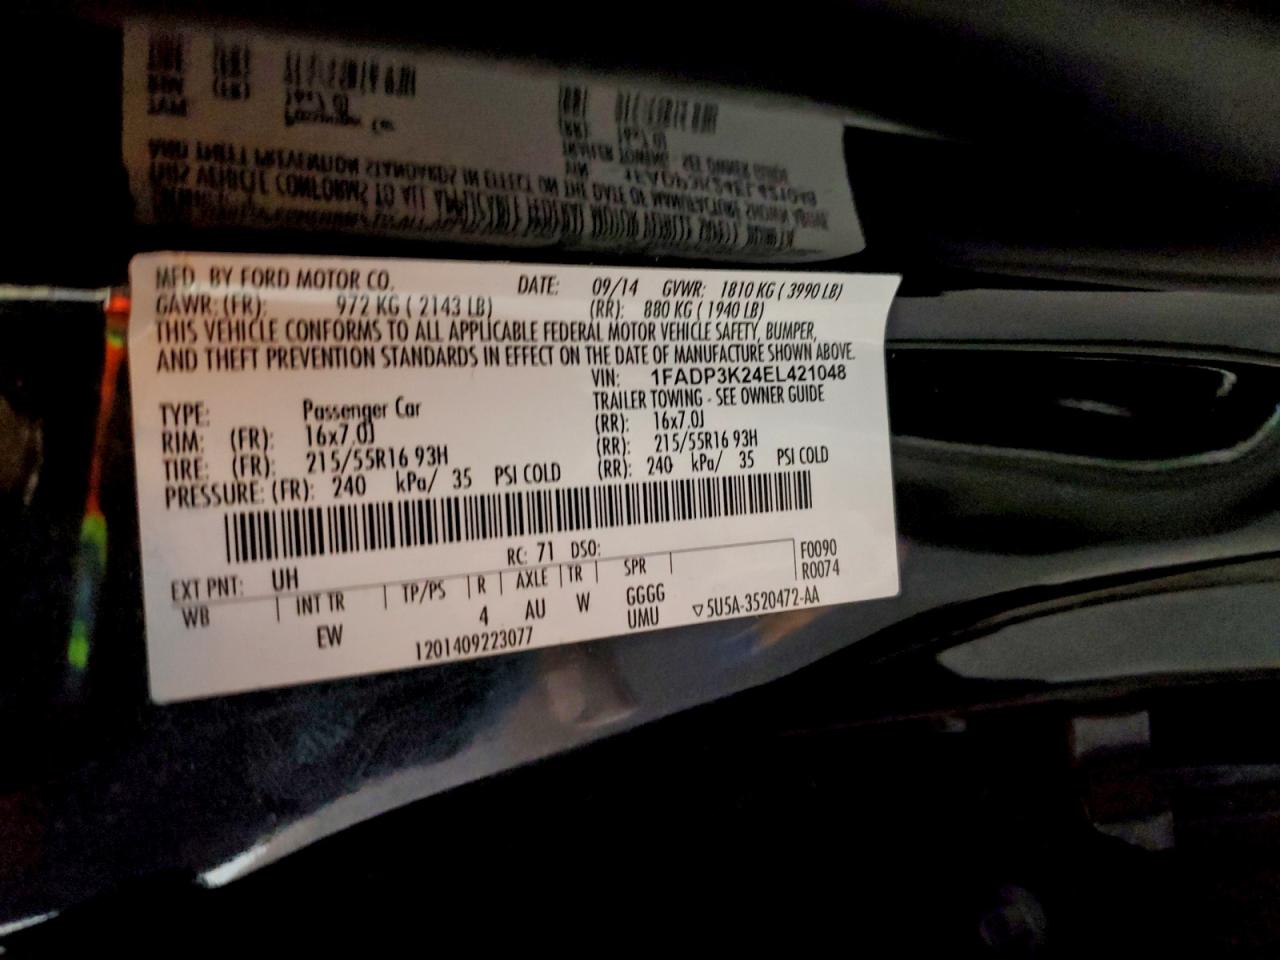 MFD. BY FORD MOTOR CO. DATE: 09/14 GVWR: 1810 KG ( 3990 LB)
GAWR: (FR): 972 KG ( 2143 LB) (RR): 880 KG ( 1940 LB)
THIS VEHICLE CONFORMS TO ALL APPLICABLE FEDERAL MOTOR VEHICLE SAFETY, BUMPER,
AND THEFT PREVENTION STANDARDS IN EFFECT ON THE DATE OF MANUFACTURE SHOWN ABOVE.
VIN: 1FADP3K24EL421048
TYPE: Passenger Car TRAILER TOWING - SEE OWNER GUIDE
RIM: (FR): 16x7.0J (RR): 16x7.0J
TIRE: (FR): 215/55R16 93H (RR): 215/55R16 93H
PRESSURE: (FR): 240 kPa/ 35 PSI COLD (RR): 240 kPa/ 35 PSI COLD
RC: 71 DSO: F0090
EXT PNT: UH R0074
WB INT TR TP/PS R AXLE TR SPR
EW 4 AU W GGGG
UMU
1201409223077 ▽5U5A-3520472-AA